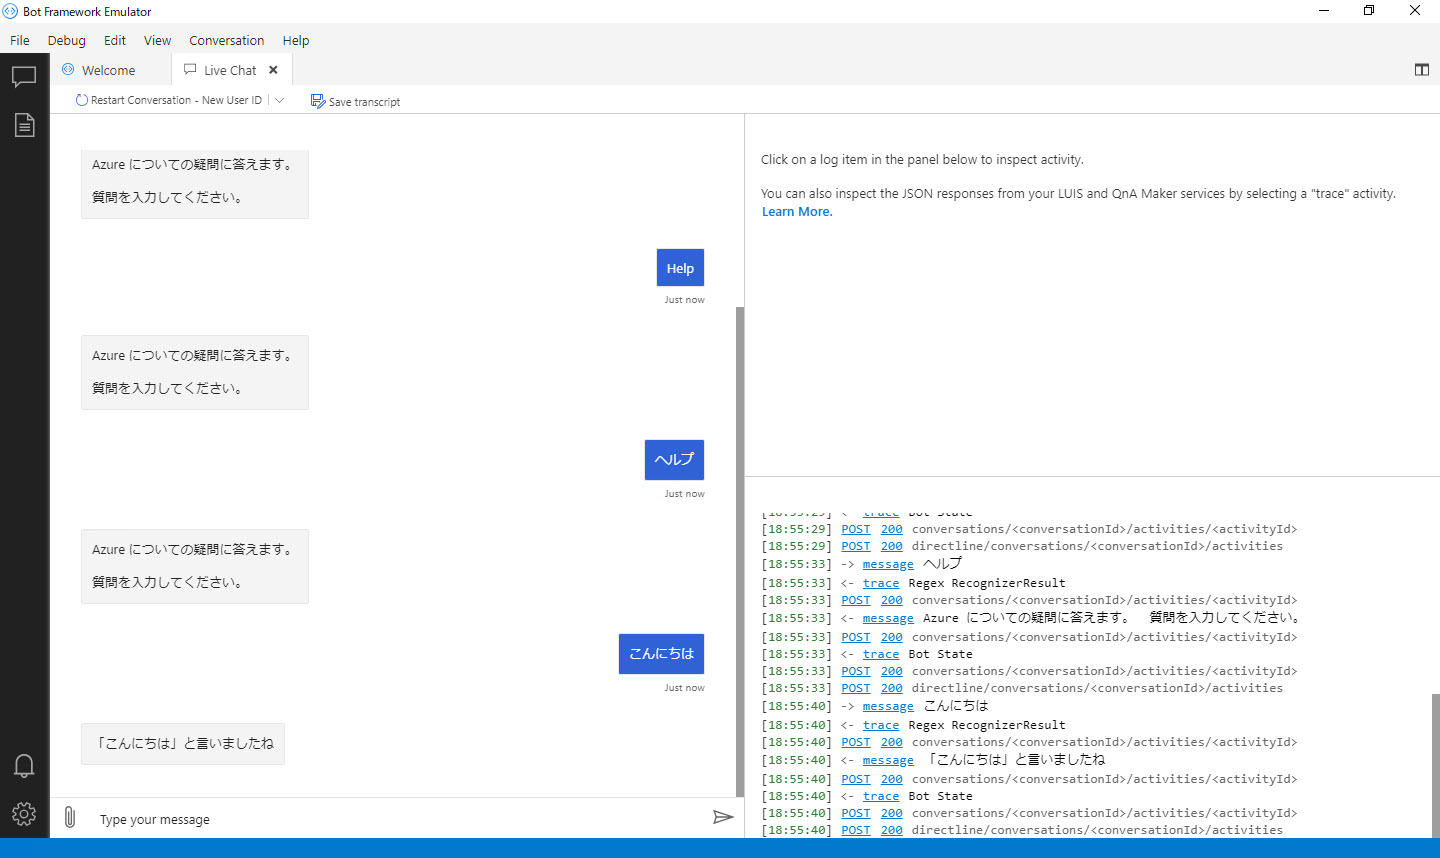 Bot Framework Emulator
File Debug Edit View Conversation Help
Welcome
Live Chat
Restart Conversation - New User ID
Save transcript
Azure についての疑問に答えます。
質問を入力してください。
Help
Just now
Azure についての疑問に答えます。
質問を入力してください。
ヘルプ
Just now
Azure についての疑問に答えます。
質問を入力してください。
こんにちは
Just now
「こんにちは」と言いましたね
Type your message
Click on a log item in the panel below to inspect activity.
You can also inspect the JSON responses from your LUIS and QnA Maker services by selecting a "trace" activity.
Learn More.
[18:55:29] <- trace Bot State
[18:55:29] POST 200 conversations/<conversationId>/activities/<activityId>
[18:55:29] POST 200 directline/conversations/<conversationId>/activities
[18:55:33] -> message ヘルプ
[18:55:33] <- trace Regex RecognizerResult
[18:55:33] POST 200 conversations/<conversationId>/activities/<activityId>
[18:55:33] <- message Azure についての疑問に答えます。 質問を入力してください。
[18:55:33] POST 200 conversations/<conversationId>/activities/<activityId>
[18:55:33] <- trace Bot State
[18:55:33] POST 200 conversations/<conversationId>/activities/<activityId>
[18:55:33] POST 200 directline/conversations/<conversationId>/activities
[18:55:40] -> message こんにちは
[18:55:40] <- trace Regex RecognizerResult
[18:55:40] POST 200 conversations/<conversationId>/activities/<activityId>
[18:55:40] <- message 「こんにちは」と言いましたね
[18:55:40] POST 200 conversations/<conversationId>/activities/<activityId>
[18:55:40] <- trace Bot State
[18:55:40] POST 200 conversations/<conversationId>/activities/<activityId>
[18:55:40] POST 200 directline/conversations/<conversationId>/activities